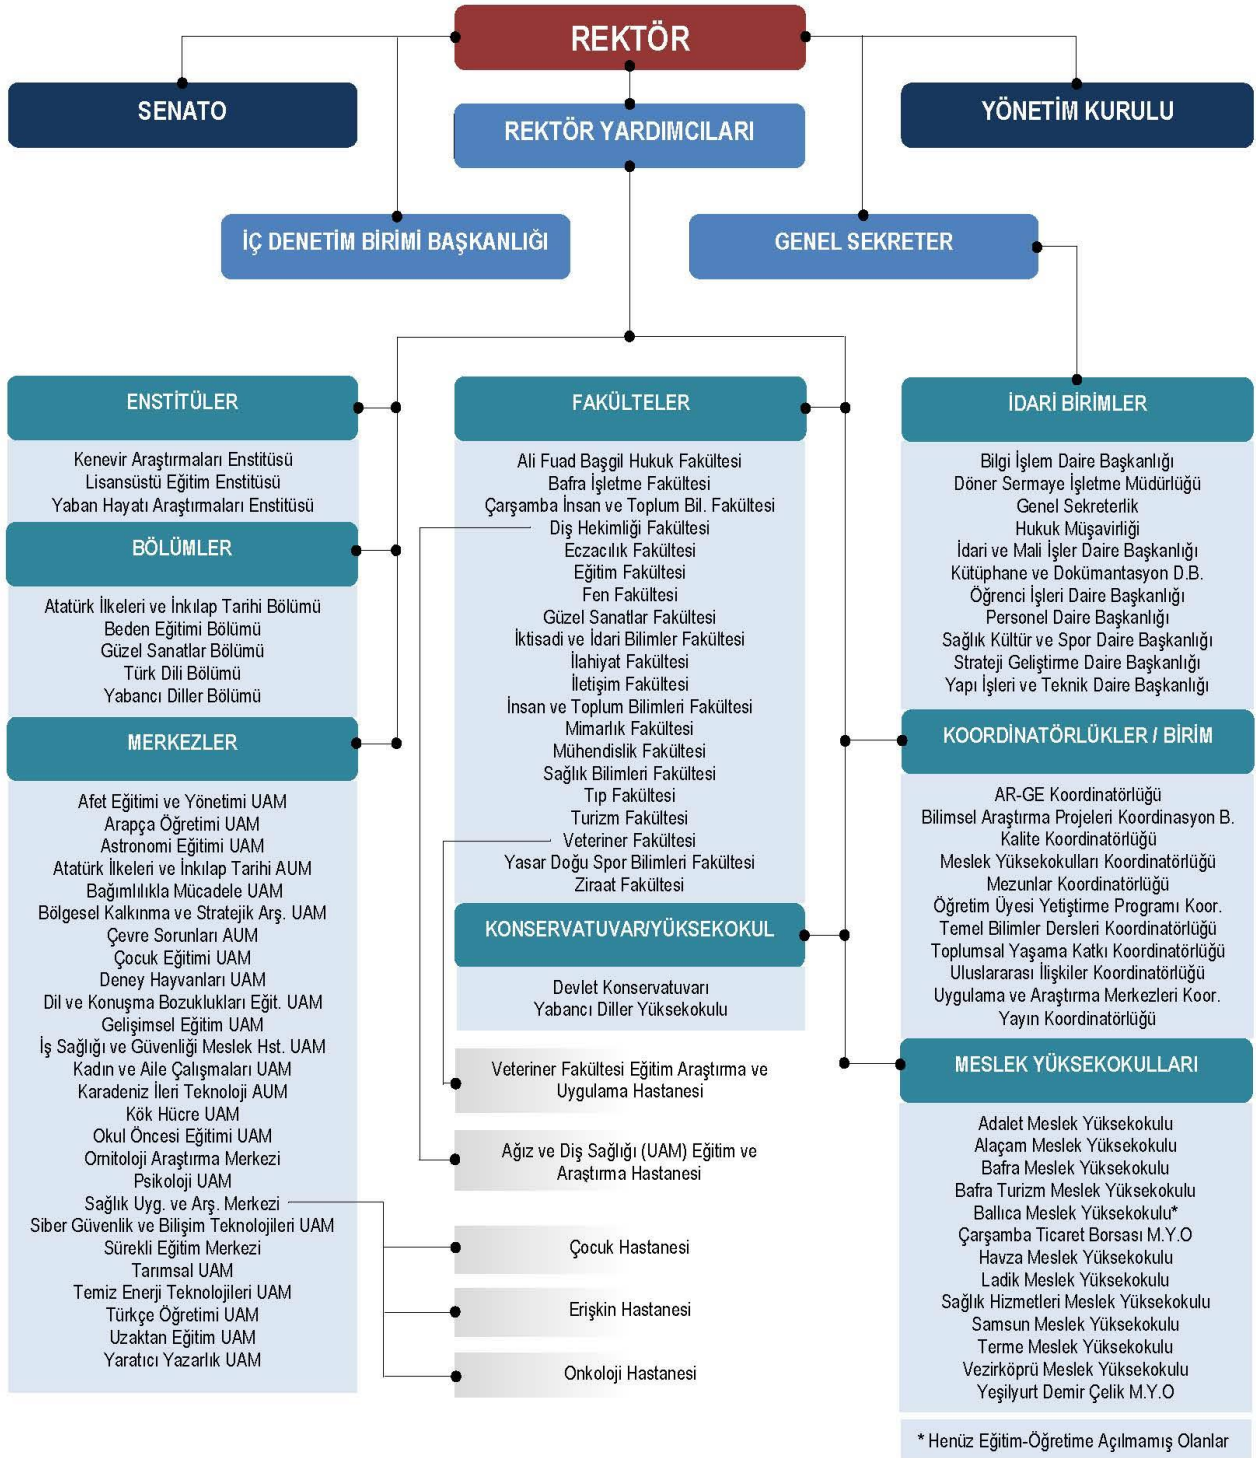 REKTÖR
SENATO
REKTÖR YARDIMCILARI
YÖNETİM KURULU
İÇ DENETİM BİRİMİ BAŞKANLIĞI
GENEL SEKRETER
ENSTİTÜLER
Kenevir Araştırmaları Enstitüsü
Lisansüstü Eğitim Enstitüsü
Yaban Hayatı Araştırmaları Enstitüsü
BÖLÜMLER
Atatürk İlkeleri ve İnkılap Tarihi Bölümü
Beden Eğitimi Bölümü
Güzel Sanatlar Bölümü
Türk Dili Bölümü
Yabancı Diller Bölümü
MERKEZLER
Afet Eğitimi ve Yönetimi UAM
Arapça Öğretimi UAM
Astronomi Eğitimi UAM
Atatürk İlkeleri ve İnkılap Tarihi AUM
Bağımlılıkla Mücadele UAM
Bölgesel Kalkınma ve Stratejik Arş. UAM
Çevre Sorunları AUM
Çocuk Eğitimi UAM
Deney Hayvanları UAM
Dil ve Konuşma Bozuklukları Eğit. UAM
Gelişimsel Eğitim UAM
İş Sağlığı ve Güvenliği Meslek Hst. UAM
Kadın ve Aile Çalışmaları UAM
Karadeniz İleri Teknoloji AUM
Kök Hücre UAM
Okul Öncesi Eğitimi UAM
Ornitoloji Araştırma Merkezi
Psikoloji UAM
Sağlık Uyg. ve Arş. Merkezi
Siber Güvenlik ve Bilişim Teknolojileri UAM
Sürekli Eğitim Merkezi
Tarımsal UAM
Temiz Enerji Teknolojileri UAM
Türkçe Öğretimi UAM
Uzaktan Eğitim UAM
Yaratıcı Yazarlık UAM
FAKÜLTELER
Ali Fuad Başgil Hukuk Fakültesi
Bafra İşletme Fakültesi
Çarşamba İnsan ve Toplum Bil. Fakültesi
Diş Hekimliği Fakültesi
Eczacılık Fakültesi
Eğitim Fakültesi
Fen Fakültesi
Güzel Sanatlar Fakültesi
İktisadi ve İdari Bilimler Fakültesi
İlahiyat Fakültesi
İletişim Fakültesi
İnsan ve Toplum Bilimleri Fakültesi
Mimarlık Fakültesi
Mühendislik Fakültesi
Sağlık Bilimleri Fakültesi
Tıp Fakültesi
Turizm Fakültesi
Veteriner Fakültesi
Yasar Doğu Spor Bilimleri Fakültesi
Ziraat Fakültesi
KONSERVATUVAR/YÜKSEKOKUL
Devlet Konservatuvarı
Yabancı Diller Yüksekokulu
Veteriner Fakültesi Eğitim Araştırma ve
Uygulama Hastanesi
Ağız ve Diş Sağlığı (UAM) Eğitim ve
Araştırma Hastanesi
Çocuk Hastanesi
Erişkin Hastanesi
Onkoloji Hastanesi
İDARİ BİRİMLER
Bilgi İşlem Daire Başkanlığı
Döner Sermaye İşletme Müdürlüğü
Genel Sekreterlik
Hukuk Müşavirliği
İdari ve Mali İşler Daire Başkanlığı
Kütüphane ve Dokümantasyon D.B.
Öğrenci İşleri Daire Başkanlığı
Personel Daire Başkanlığı
Sağlık Kültür ve Spor Daire Başkanlığı
Strateji Geliştirme Daire Başkanlığı
Yapı İşleri ve Teknik Daire Başkanlığı
KOORDİNATÖRLÜKLER / BİRİM
AR-GE Koordinatörlüğü
Bilimsel Araştırma Projeleri Koordinasyon B.
Kalite Koordinatörlüğü
Meslek Yüksekokulları Koordinatörlüğü
Mezunlar Koordinatörlüğü
Öğretim Üyesi Yetiştirme Programı Koor.
Temel Bilimler Dersleri Koordinatörlüğü
Toplumsal Yaşama Katkı Koordinatörlüğü
Uluslararası İlişkiler Koordinatörlüğü
Uygulama ve Araştırma Merkezleri Koor.
Yayın Koordinatörlüğü
MESLEK YÜKSEKOKULLARI
Adalet Meslek Yüksekokulu
Alaçam Meslek Yüksekokulu
Bafra Meslek Yüksekokulu
Bafra Turizm Meslek Yüksekokulu
Ballıca Meslek Yüksekokulu*
Çarşamba Ticaret Borsası M.Y.O
Havza Meslek Yüksekokulu
Ladik Meslek Yüksekokulu
Sağlık Hizmetleri Meslek Yüksekokulu
Samsun Meslek Yüksekokulu
Terme Meslek Yüksekokulu
Vezirköprü Meslek Yüksekokulu
Yeşilyurt Demir Çelik M.Y.O
* Henüz Eğitim-Öğretime Açılmamış Olanlar